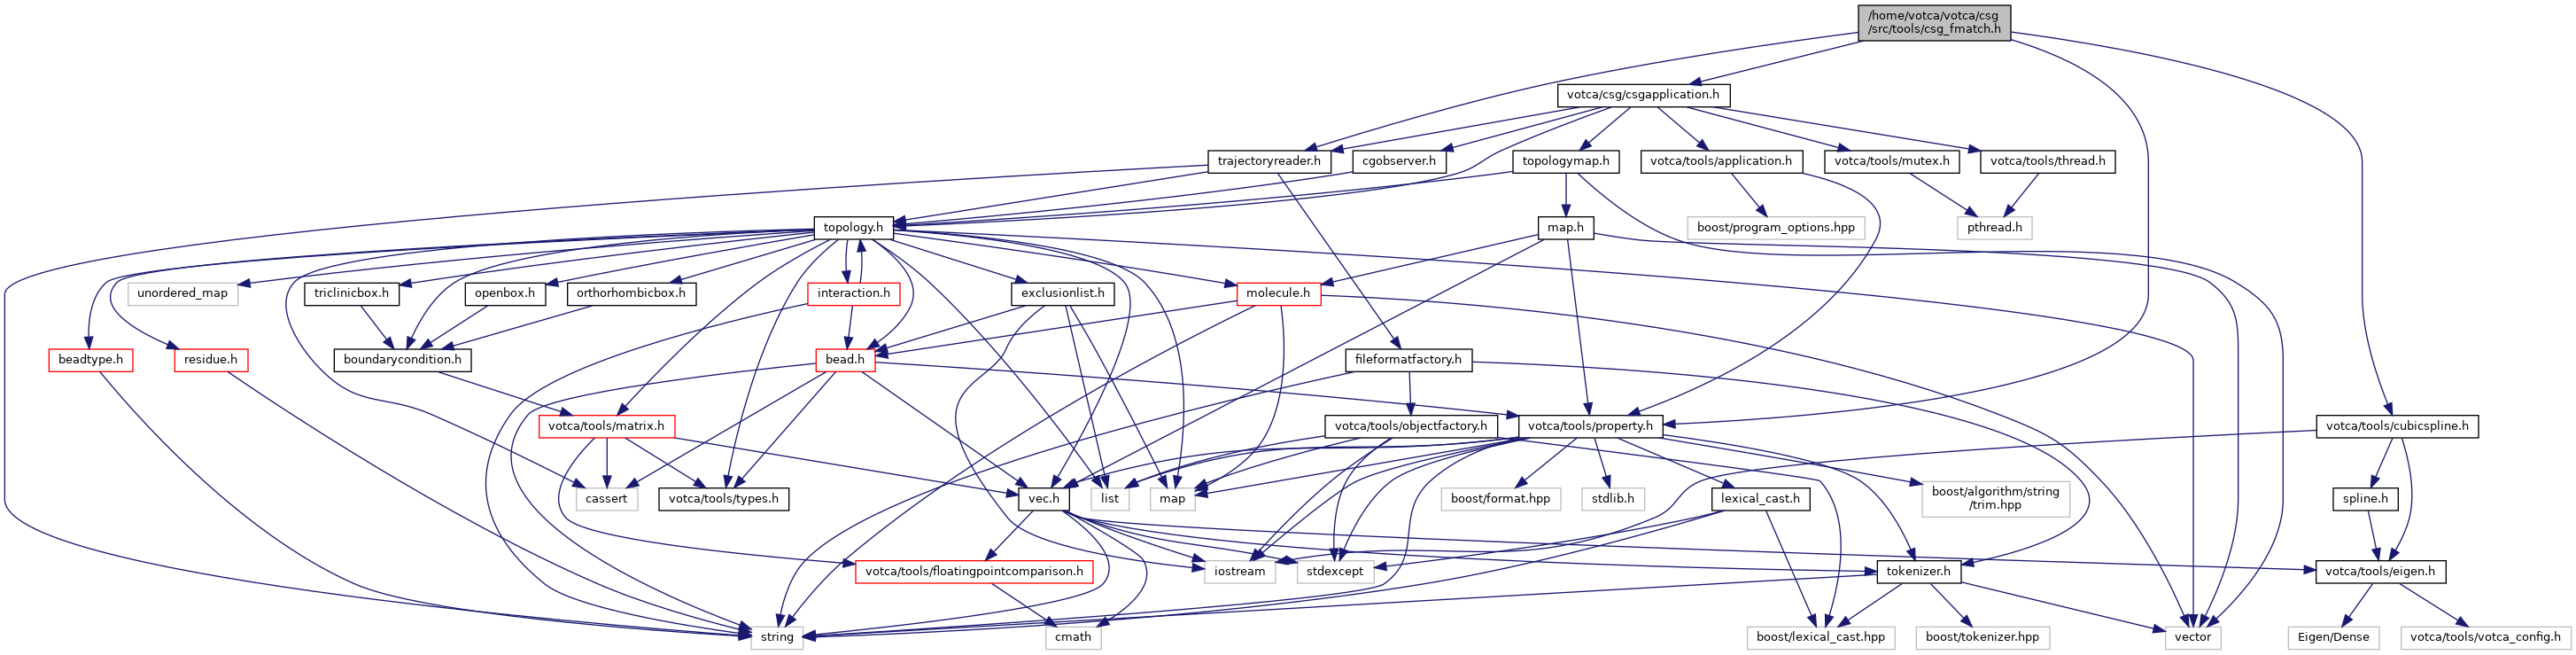 /home/votca/votca/csg
/src/tools/csg_fmatch.h
votca/csg/csgapplication.h
trajectoryreader.h
cgobserver.h
topologymap.h
votca/tools/application.h
votca/tools/mutex.h
votca/tools/thread.h
topology.h
map.h
boost/program_options.hpp
pthread.h
unordered_map
triclinicbox.h
openbox.h
orthorhombicbox.h
interaction.h
exclusionlist.h
molecule.h
beadtype.h
residue.h
boundarycondition.h
bead.h
fileformatfactory.h
votca/tools/matrix.h
votca/tools/objectfactory.h
votca/tools/property.h
votca/tools/cubicspline.h
cassert
votca/tools/types.h
vec.h
list
map
boost/format.hpp
stdlib.h
lexical_cast.h
boost/algorithm/string
/trim.hpp
spline.h
votca/tools/floatingpointcomparison.h
iostream
stdexcept
tokenizer.h
votca/tools/eigen.h
string
cmath
boost/lexical_cast.hpp
boost/tokenizer.hpp
vector
Eigen/Dense
votca/tools/votca_config.h